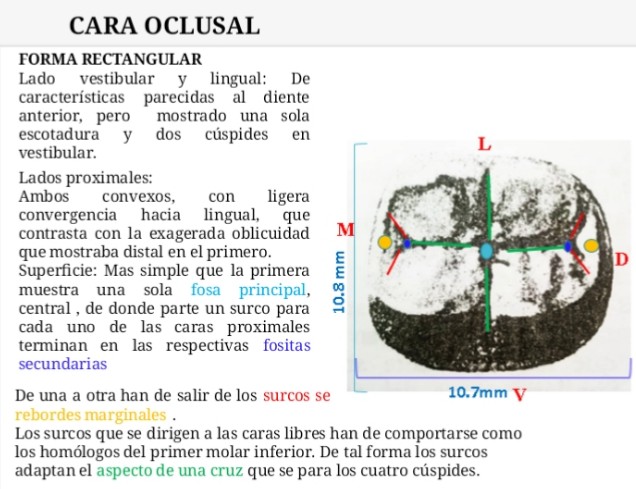 CARA OCLUSAL
FORMA RECTANGULAR
Lado vestibular y lingual: De
características parecidas al diente
anterior, pero mostrado una sola
escotadura y dos cúspides en
vestibular.
Lados proximales:
Ambos convexos, con ligera
convergencia hacia lingual, que
contrasta con la exagerada oblicuidad
que mostraba distal en el primero.
Superficie: Mas simple que la primera
muestra una sola fosa principal,
central , de donde parte un surco para
cada uno de las caras proximales
terminan en las respectivas fositas
secundarias
De una a otra han de salir de los surcos se
rebordes marginales .
Los surcos que se dirigen a las caras libres han de comportarse como
los homólogos del primer molar inferior. De tal forma los surcos
adaptan el aspecto de una cruz que se para los cuatro cúspides.
L
M
D
10.8 mm
10.7mm V